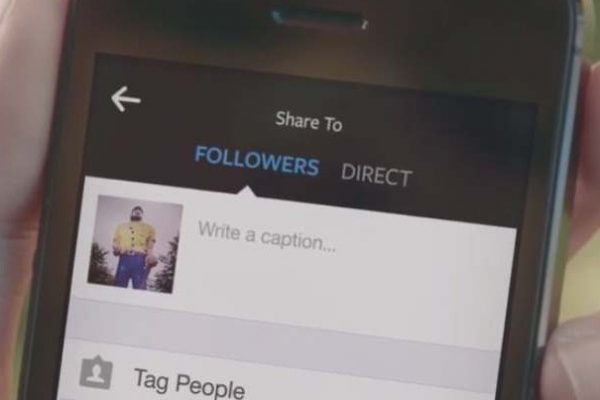 Share To
FOLLOWERS DIRECT
Write a caption...
Tag People